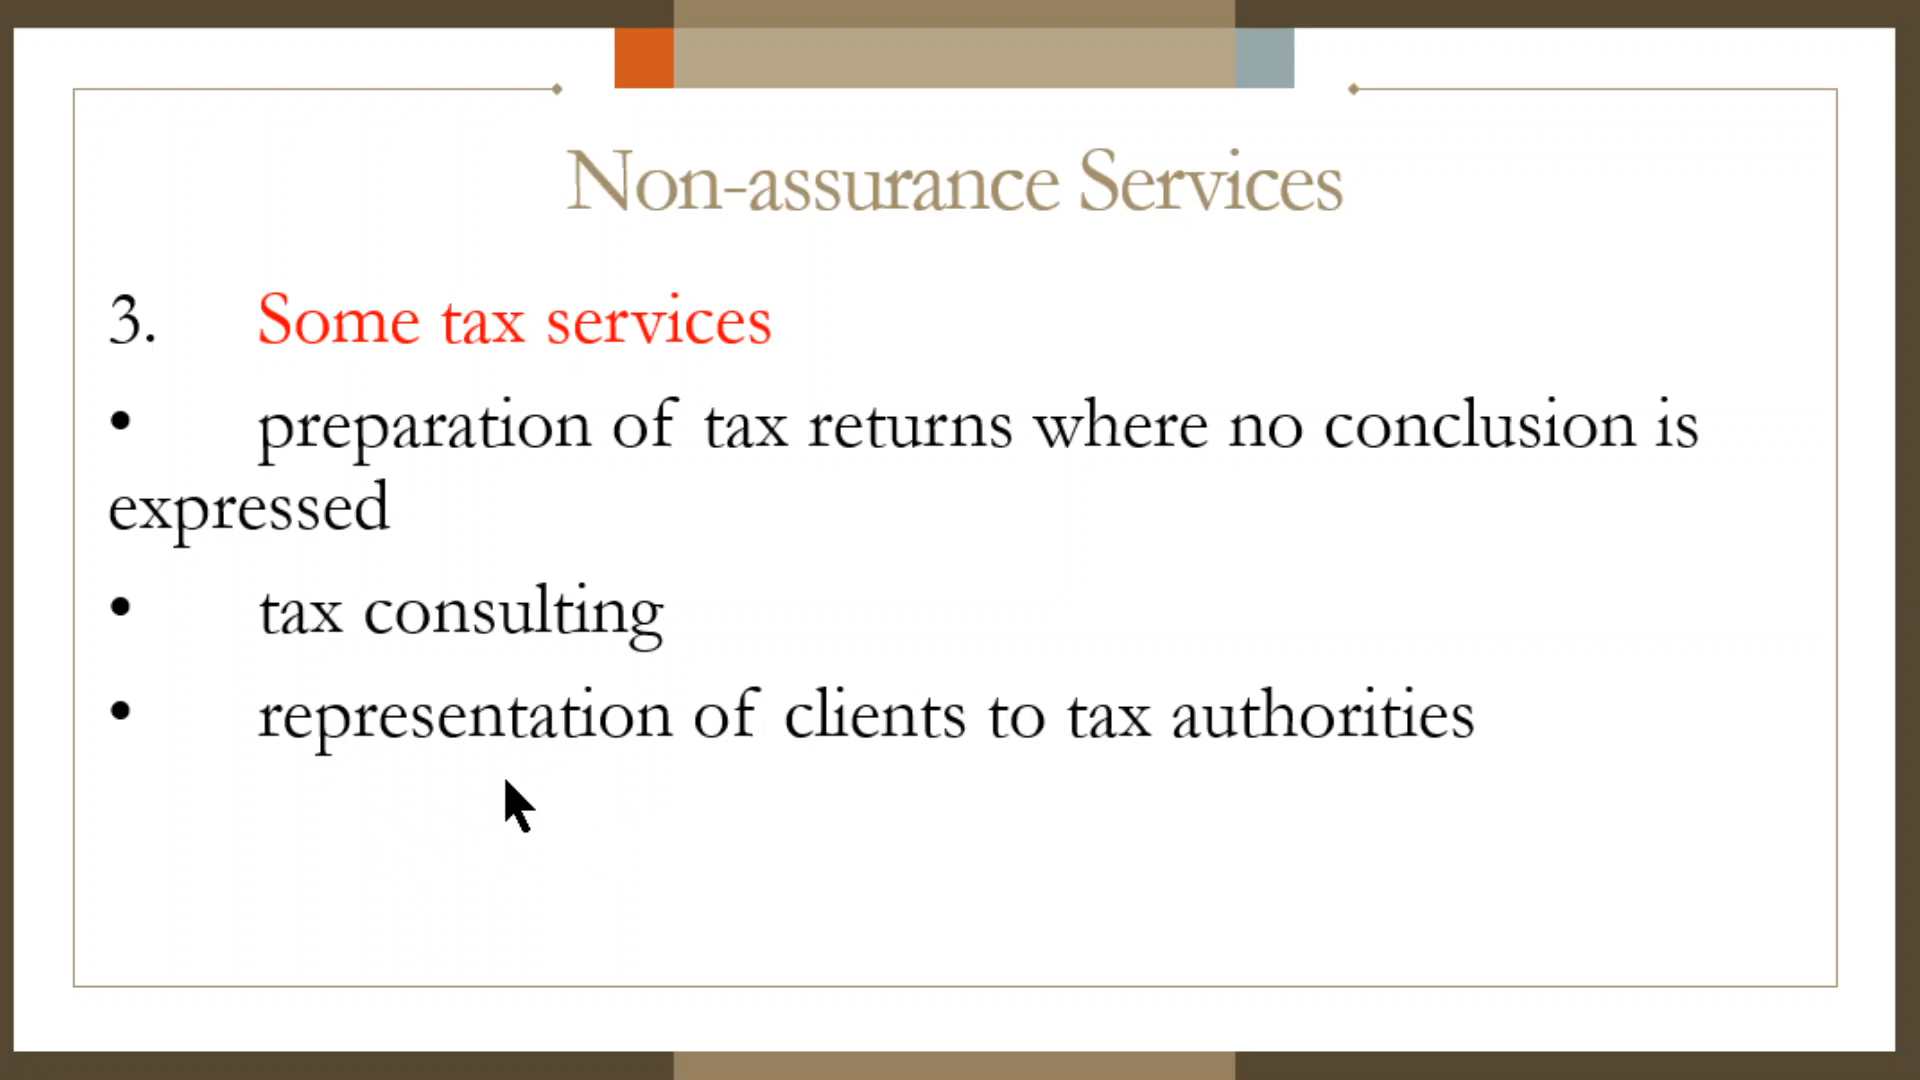 Non-assurance Services
3. Some tax services
• preparation of tax returns where no conclusion is
expressed
• tax consulting
• representation of clients to tax authorities